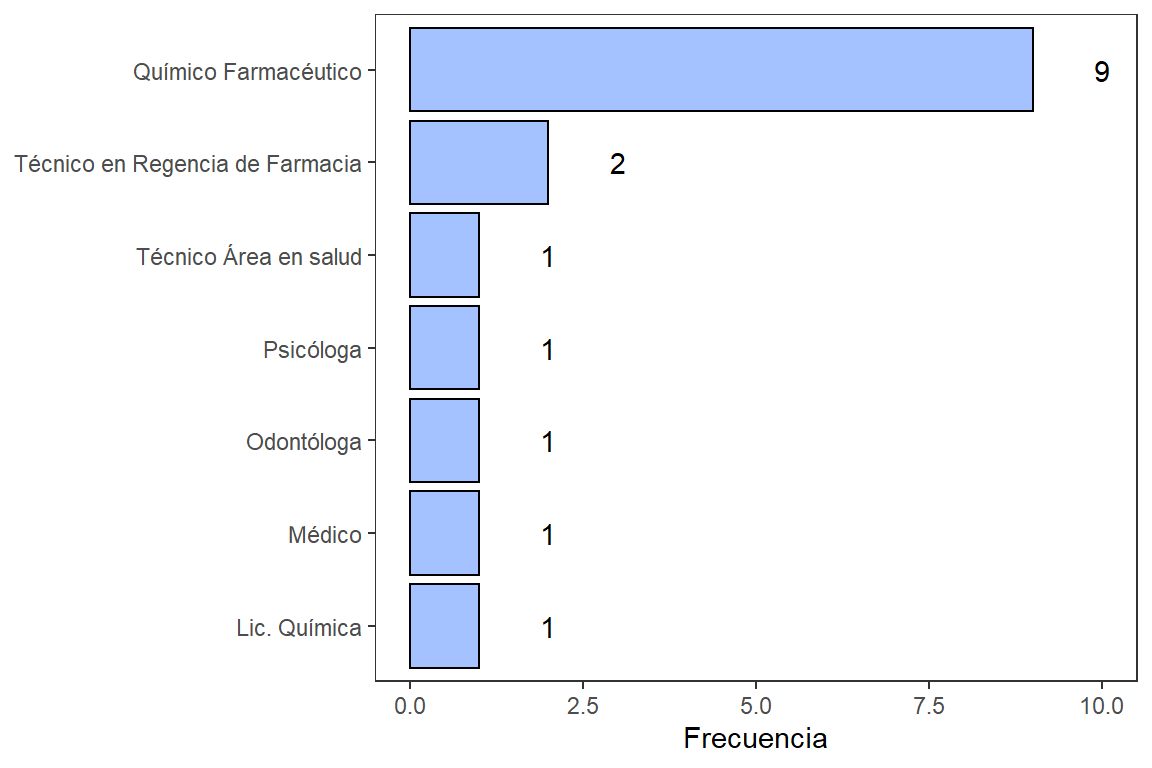 Químico Farmacéutico 9
Técnico en Regencia de Farmacia 2
Técnico Área en salud 1
Psicóloga 1
Odontóloga 1
Médico 1
Lic. Química 1
0.0 2.5 5.0 7.5 10.0
Frecuencia